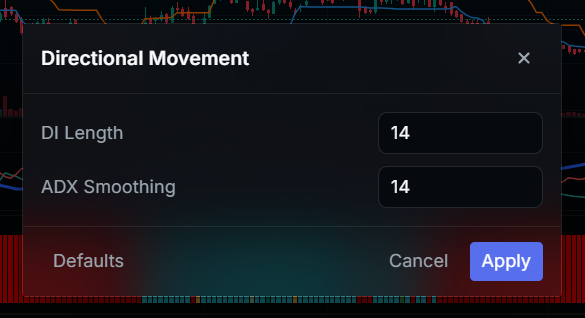 Directional Movement
DI Length 14
ADX Smoothing 14
Defaults Cancel Apply